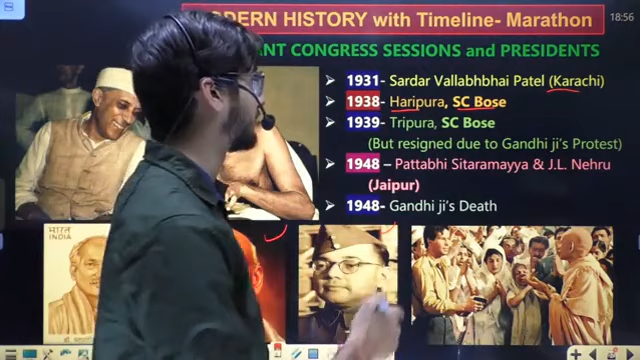 ODERN HISTORY with Timeline- Marathon
18:56
ANT CONGRESS SESSIONS and PRESIDENTS
➤ 1931- Sardar Vallabhbhai Patel (Karachi)
➤ 1938- Haripura, SC Bose
➤ 1939- Tripura, SC Bose
(But resigned due to Gandhi ji's Protest)
➤ 1948 – Pattabhi Sitaramayya & J.L. Nehru
(Jaipur)
➤ 1948- Gandhi ji's Death
भारत
INDIA